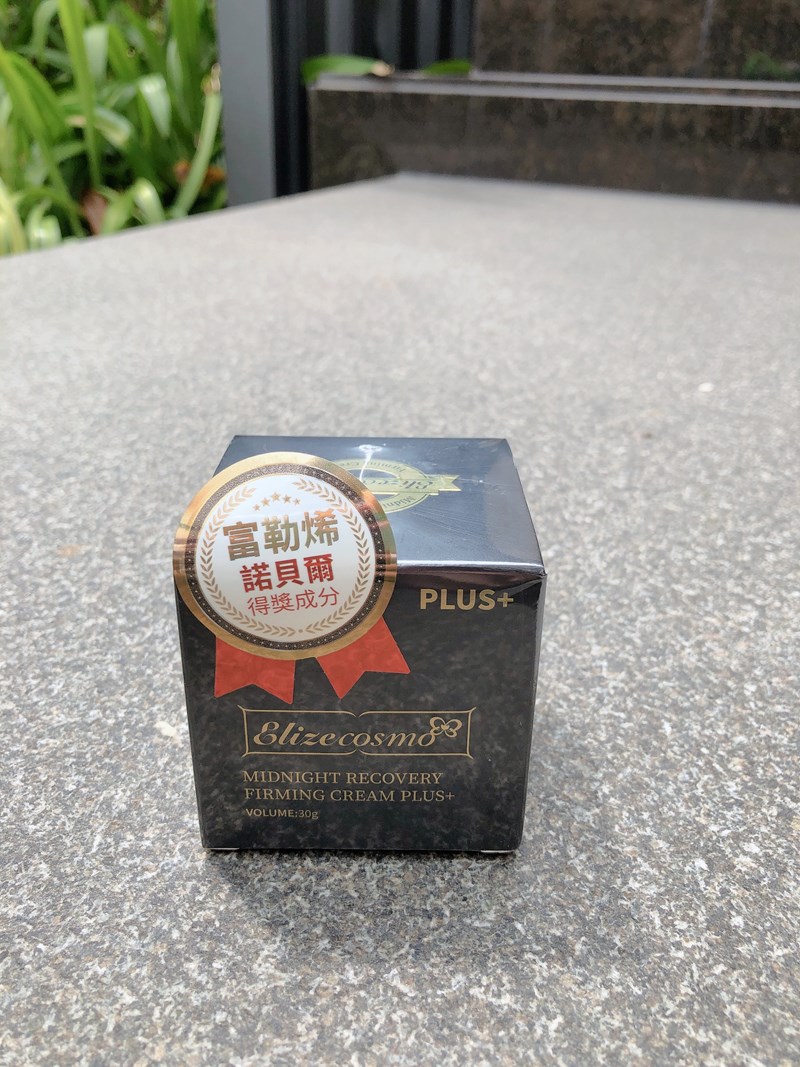 富勒烯
諾貝爾
得獎成分
PLUS+
Elizecosmo
MIDNIGHT RECOVERY
FIRMING CREAM PLUS+
VOLUME:30g